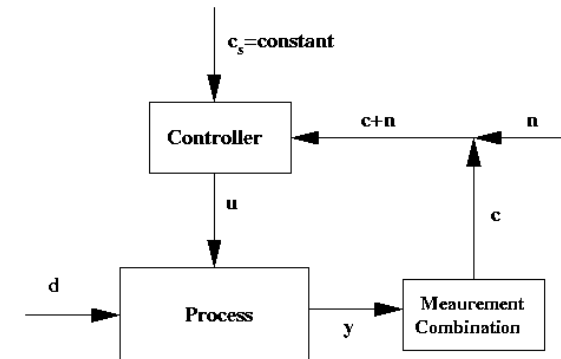 c_s=constant
Controller
c+n
n
u
c
d
Process
y
Meaurement
Combination